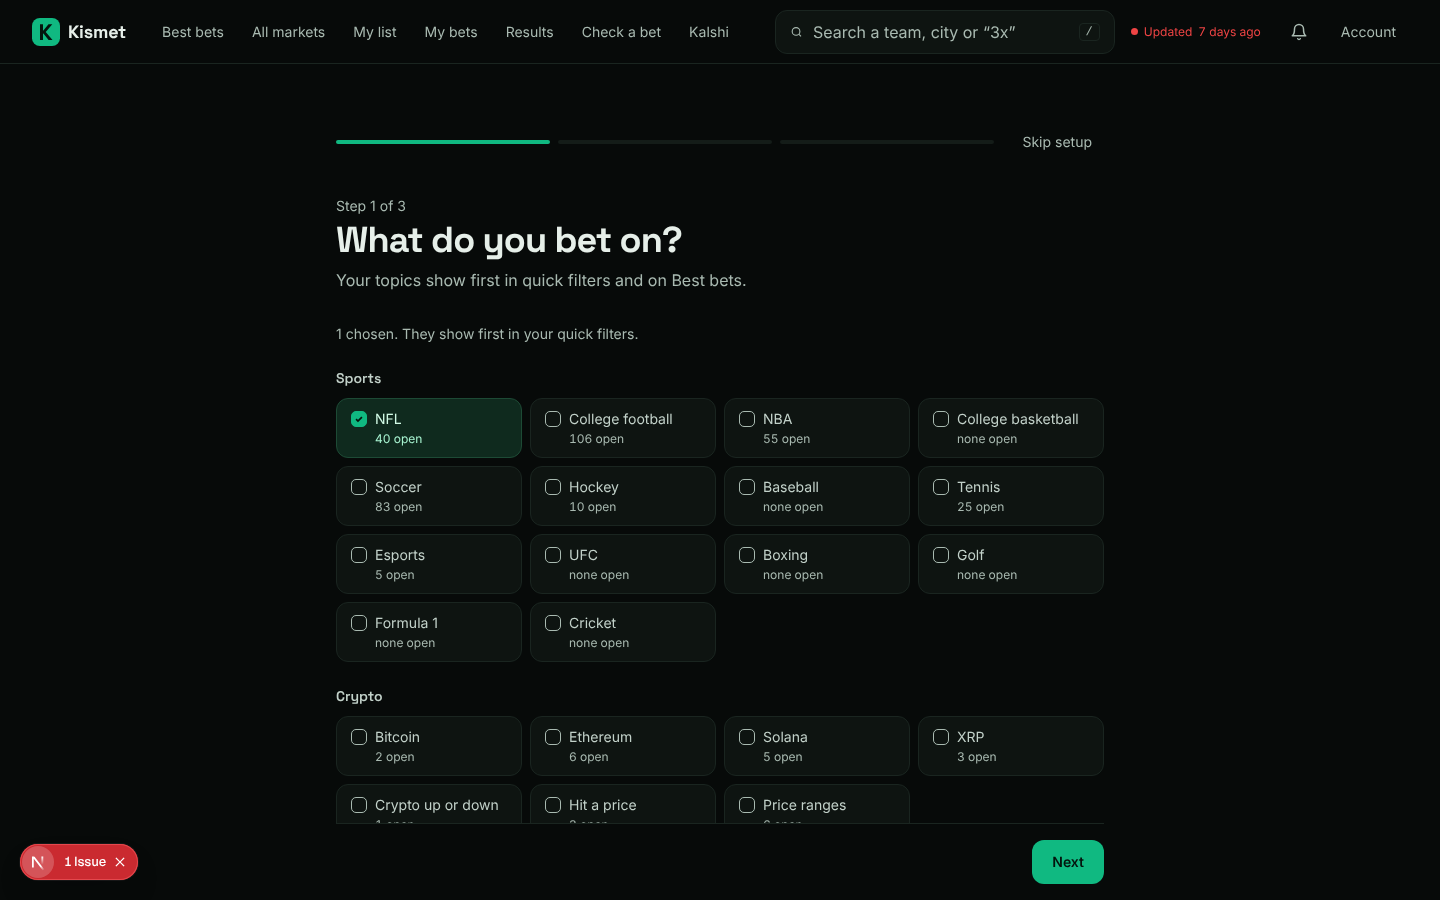 K Kismet Best bets All markets My list My bets Results Check a bet Kalshi Search a team, city or “3x” / Updated 7 days ago Account
Skip setup
Step 1 of 3
What do you bet on?
Your topics show first in quick filters and on Best bets.
1 chosen. They show first in your quick filters.
Sports
NFL College football NBA College basketball
40 open 106 open 55 open none open
Soccer Hockey Baseball Tennis
83 open 10 open none open 25 open
Esports UFC Boxing Golf
5 open none open none open none open
Formula 1 Cricket
none open none open
Crypto
Bitcoin Ethereum Solana XRP
2 open 6 open 5 open 3 open
Crypto up or down Hit a price Price ranges
N 1 Issue Next